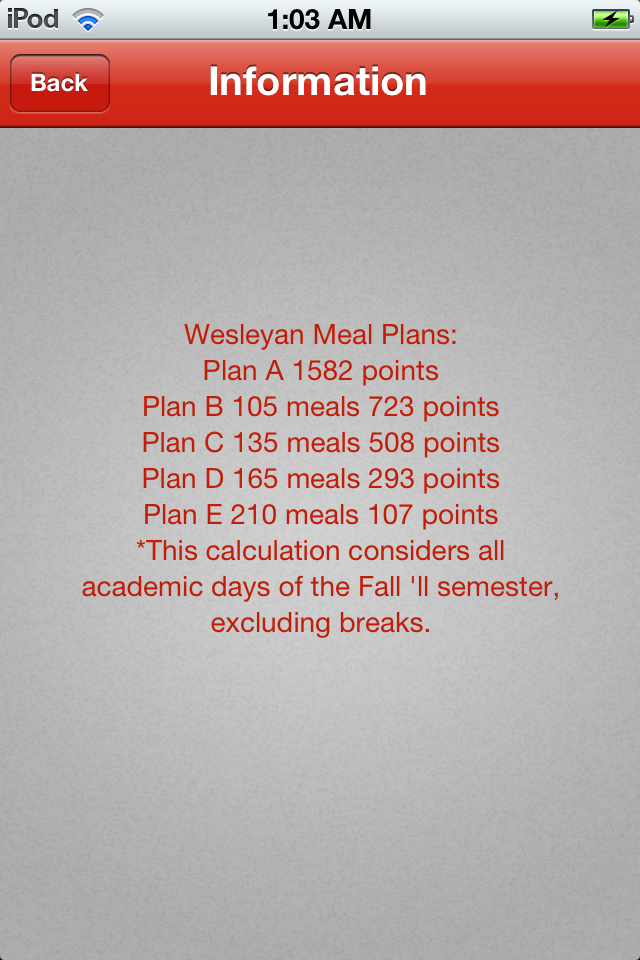 iPod 1:03 AM
Back Information
Wesleyan Meal Plans:
Plan A 1582 points
Plan B 105 meals 723 points
Plan C 135 meals 508 points
Plan D 165 meals 293 points
Plan E 210 meals 107 points
*This calculation considers all
academic days of the Fall 'll semester,
excluding breaks.